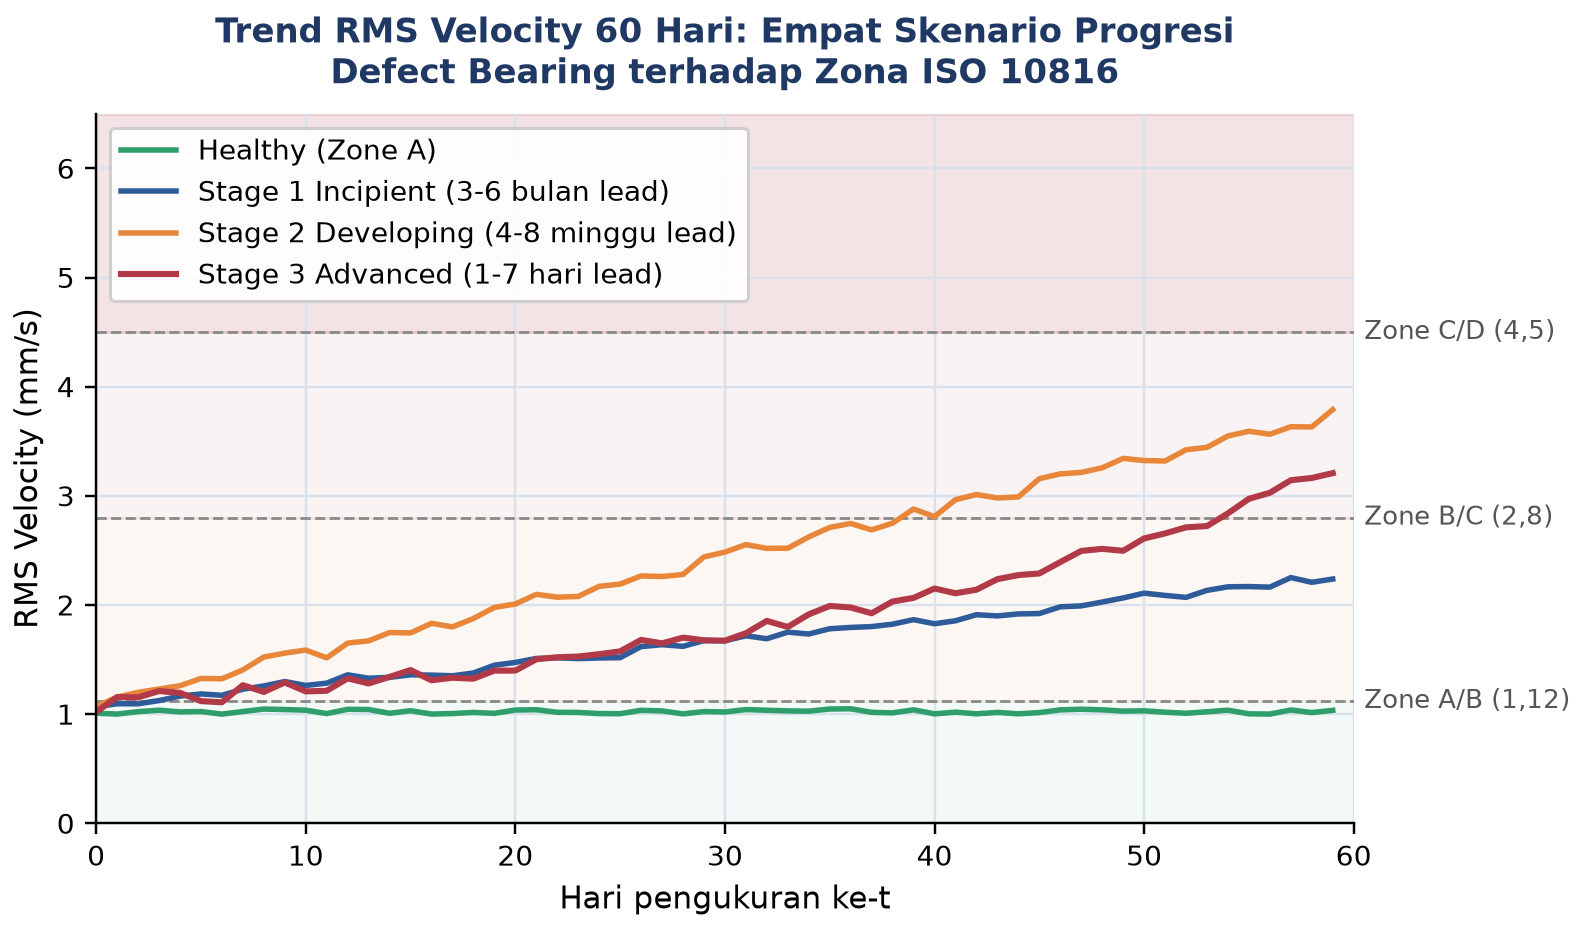 Trend RMS Velocity 60 Hari: Empat Skenario Progresi
Defect Bearing terhadap Zona ISO 10816
Healthy (Zone A)
Stage 1 Incipient (3-6 bulan lead)
Stage 2 Developing (4-8 minggu lead)
Stage 3 Advanced (1-7 hari lead)
RMS Velocity (mm/s)
6
5
4
3
2
1
0
Zone C/D (4,5)
Zone B/C (2,8)
Zone A/B (1,12)
0 10 20 30 40 50 60
Hari pengukuran ke-t